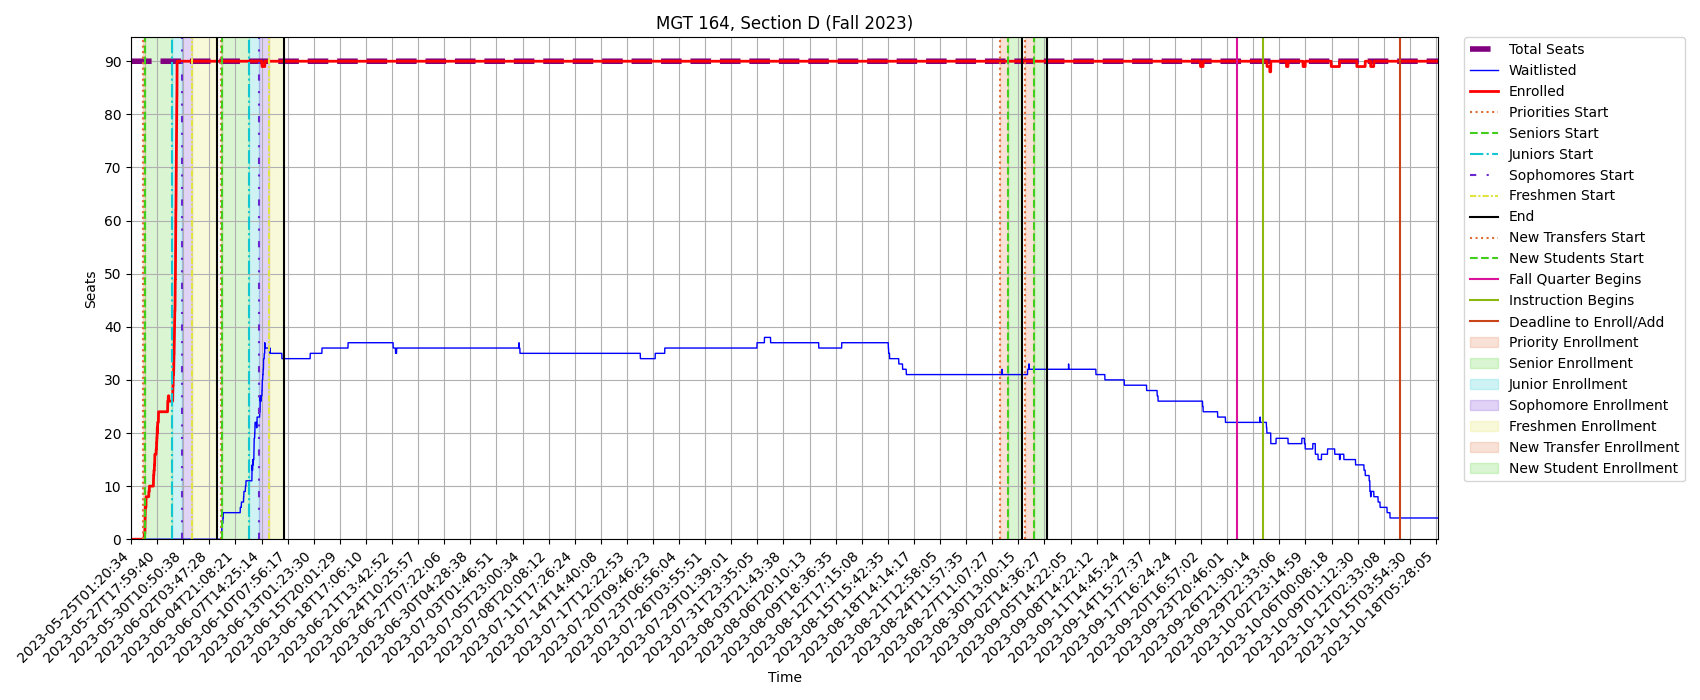 MGT 164, Section D (Fall 2023)
Seats
90
80
70
60
50
40
30
20
10
0
2023-05-25T01:20:34
2023-05-27T17:59:40
2023-05-30T10:50:38
2023-06-02T03:47:28
2023-06-04T21:08:21
2023-06-07T14:25:14
2023-06-10T07:56:17
2023-06-13T01:23:30
2023-06-15T20:01:29
2023-06-18T17:06:10
2023-06-21T13:42:52
2023-06-24T10:25:57
2023-06-27T07:22:06
2023-06-30T04:28:38
2023-07-03T01:46:51
2023-07-05T23:00:34
2023-07-08T20:08:12
2023-07-11T17:26:24
2023-07-14T14:40:08
2023-07-17T12:22:53
2023-07-20T09:46:23
2023-07-23T06:56:04
2023-07-26T03:55:51
2023-07-29T01:39:01
2023-07-31T23:35:05
2023-08-03T21:43:38
2023-08-06T20:10:13
2023-08-09T18:36:35
2023-08-12T17:15:08
2023-08-15T15:42:35
2023-08-18T14:14:17
2023-08-21T12:58:05
2023-08-24T11:57:35
2023-08-27T11:07:27
2023-08-30T13:00:15
2023-09-02T14:36:27
2023-09-05T14:22:05
2023-09-08T14:22:12
2023-09-11T14:45:24
2023-09-14T15:27:37
2023-09-17T16:24:24
2023-09-20T16:57:02
2023-09-23T20:46:01
2023-09-26T21:30:14
2023-09-29T22:33:06
2023-10-02T23:14:59
2023-10-06T00:08:18
2023-10-09T01:12:30
2023-10-12T02:33:08
2023-10-15T03:54:30
2023-10-18T05:28:05
Time
Total Seats
Waitlisted
Enrolled
Priorities Start
Seniors Start
Juniors Start
Sophomores Start
Freshmen Start
End
New Transfers Start
New Students Start
Fall Quarter Begins
Instruction Begins
Deadline to Enroll/Add
Priority Enrollment
Senior Enrollment
Junior Enrollment
Sophomore Enrollment
Freshmen Enrollment
New Transfer Enrollment
New Student Enrollment